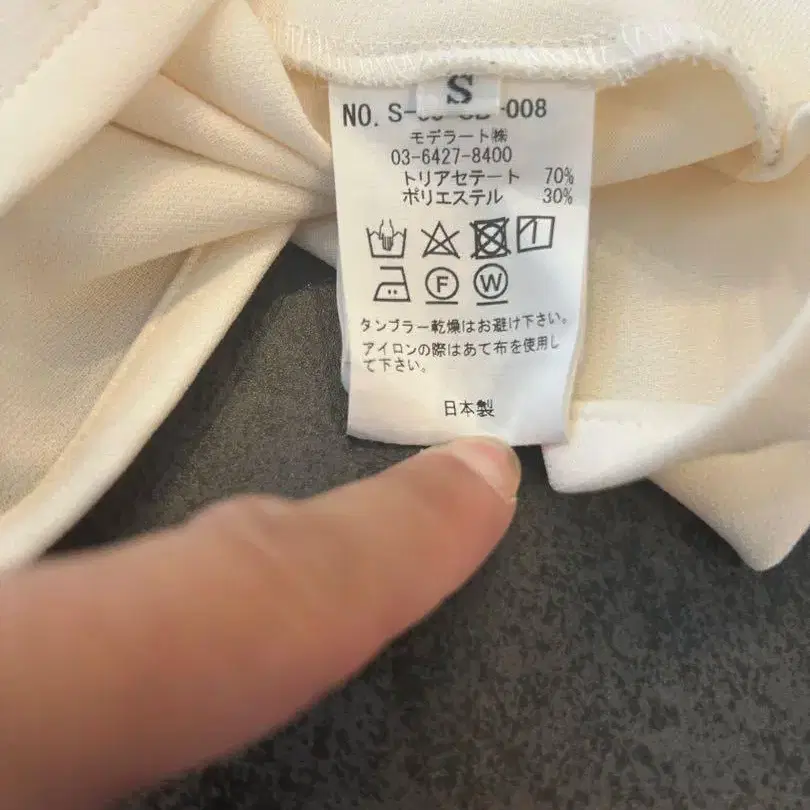 S
NO. S- -008
モデラート㈱
03-6427-8400
トリアセテート 70%
ポリエステル 30%
F W
タンブラー乾燥はお避け下さい。
アイロンの際はあて布を使用し
て下さい。
日本製